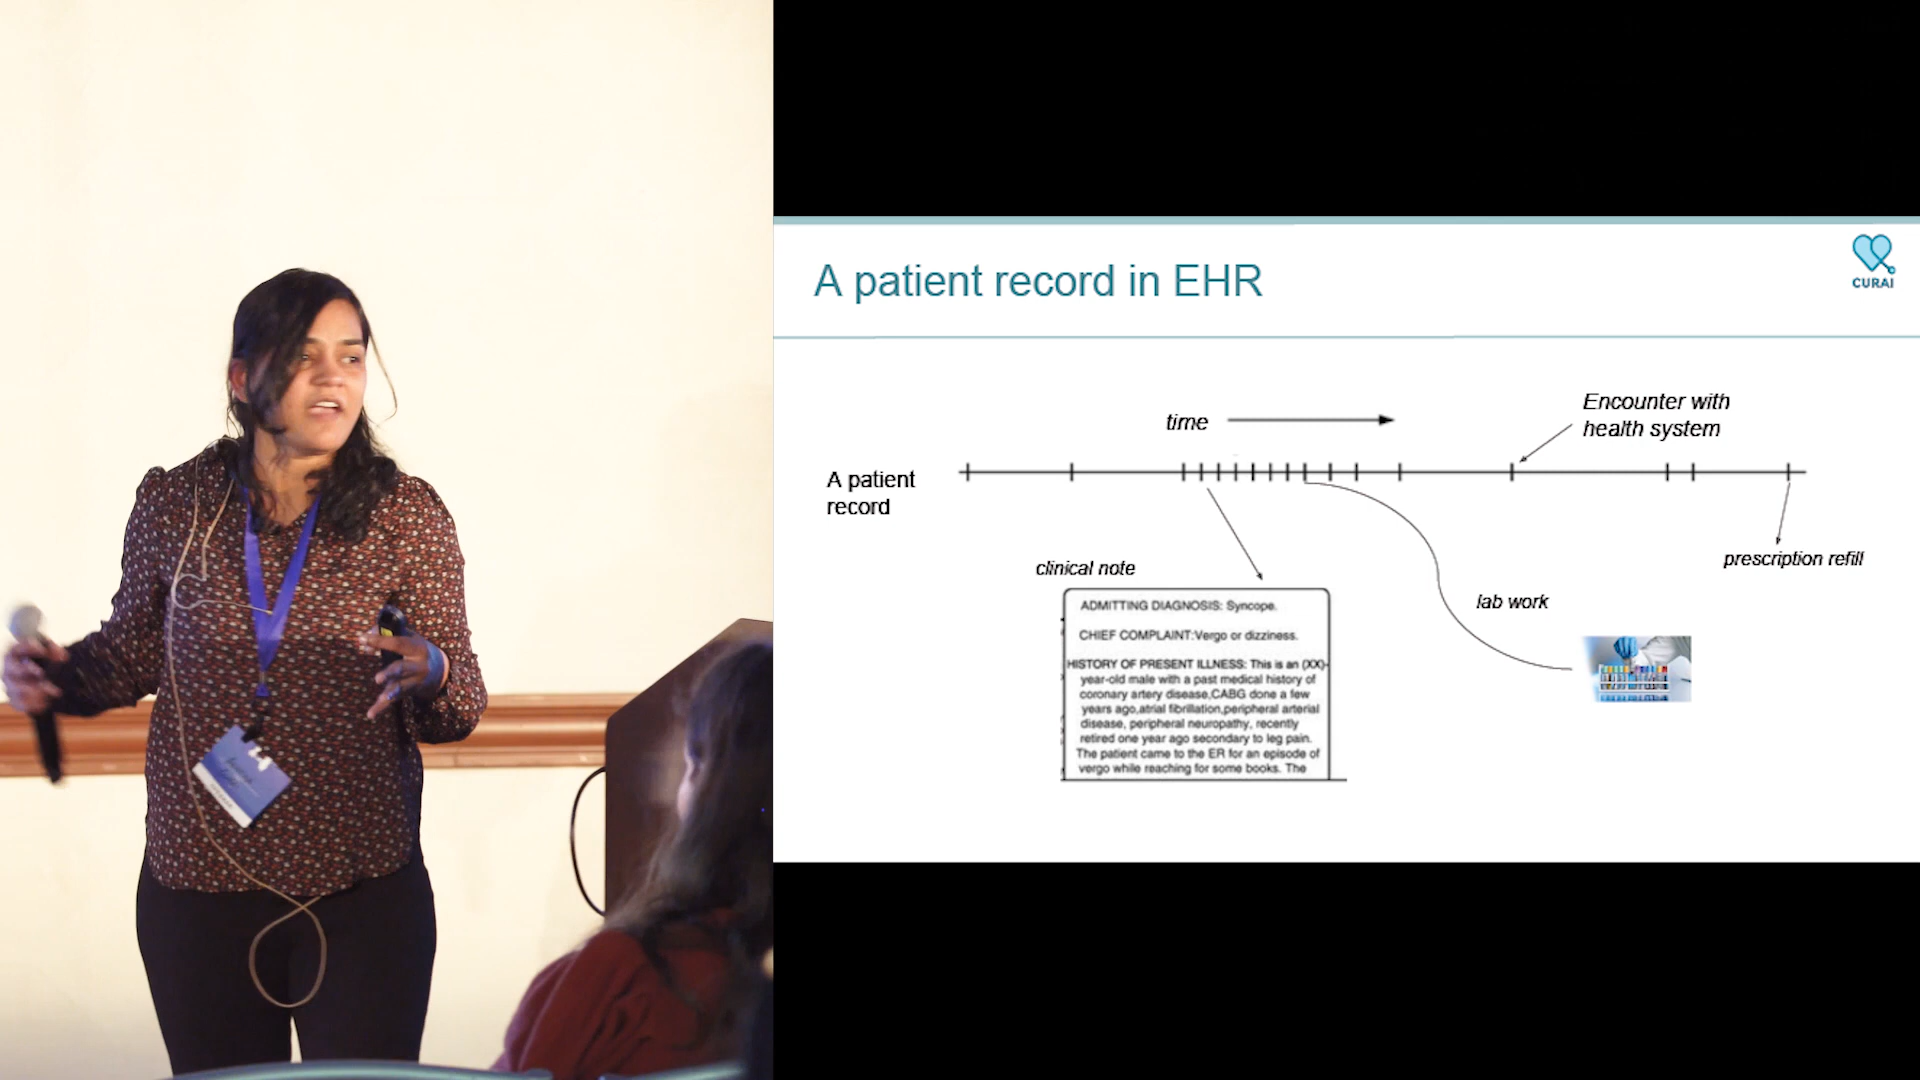 A patient record in EHR
CURAI
time
Encounter with
health system
A patient
record
prescription refill
clinical note
lab work
ADMITTING DIAGNOSIS: Syncope.
CHIEF COMPLAINT:Vergo or dizziness.
HISTORY OF PRESENT ILLNESS: This is an (XX)-
year-old male with a past medical history of
coronary artery disease,CABG done a few
years ago,atrial fibrillation,peripheral arterial
disease, peripheral neuropathy, recently
retired one year ago secondary to leg pain.
The patient came to the ER for an episode of
vergo while reaching for some books. The